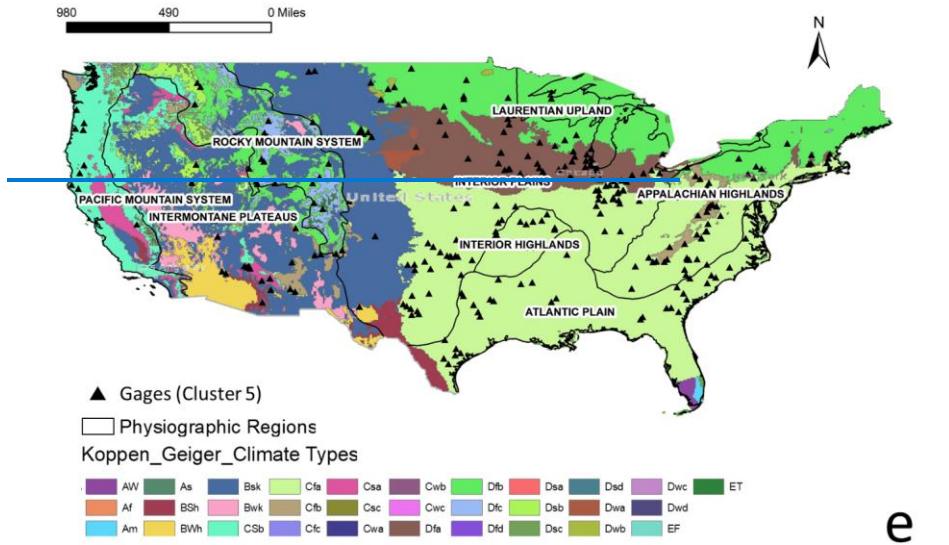 980 490 0 Miles
N
LAURENTIAN UPLAND
ROCKY MOUNTAIN SYSTEM
INTERIOR PLAINS
APPALACHIAN HIGHLANDS
PACIFIC MOUNTAIN SYSTEM
United States
INTERMONTANE PLATEAUS
INTERIOR HIGHLANDS
ATLANTIC PLAIN
Gages (Cluster 5)
Physiographic Regions
Koppen_Geiger_Climate Types
AW As Bsk Cfa Csa Cwb Dfb Dsa Dsd Dwc ET
Af BSh Bwk Cfb Csc Cwc Dfc Dsb Dwa Dwd
Am BWh CSb Cfc Cwa Dfa Dfd Dsc Dwb EF
e